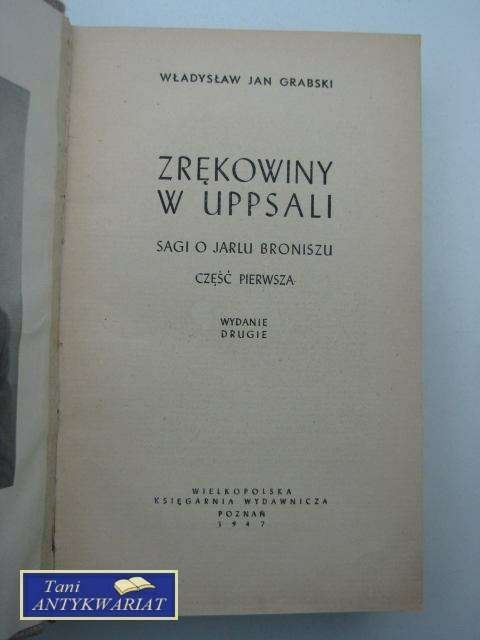 WŁADYSŁAW JAN GRABSKI
ZRĘKOWINY
W UPPSALI
SAGI O JARLU BRONISZU
CZĘŚĆ PIERWSZA
WYDANIE
DRUGIE
WIELKOPOLSKA
KSIĘGARNIA WYDAWNICZA
POZNAŃ
1947
Tani
ANTYKWARIAT